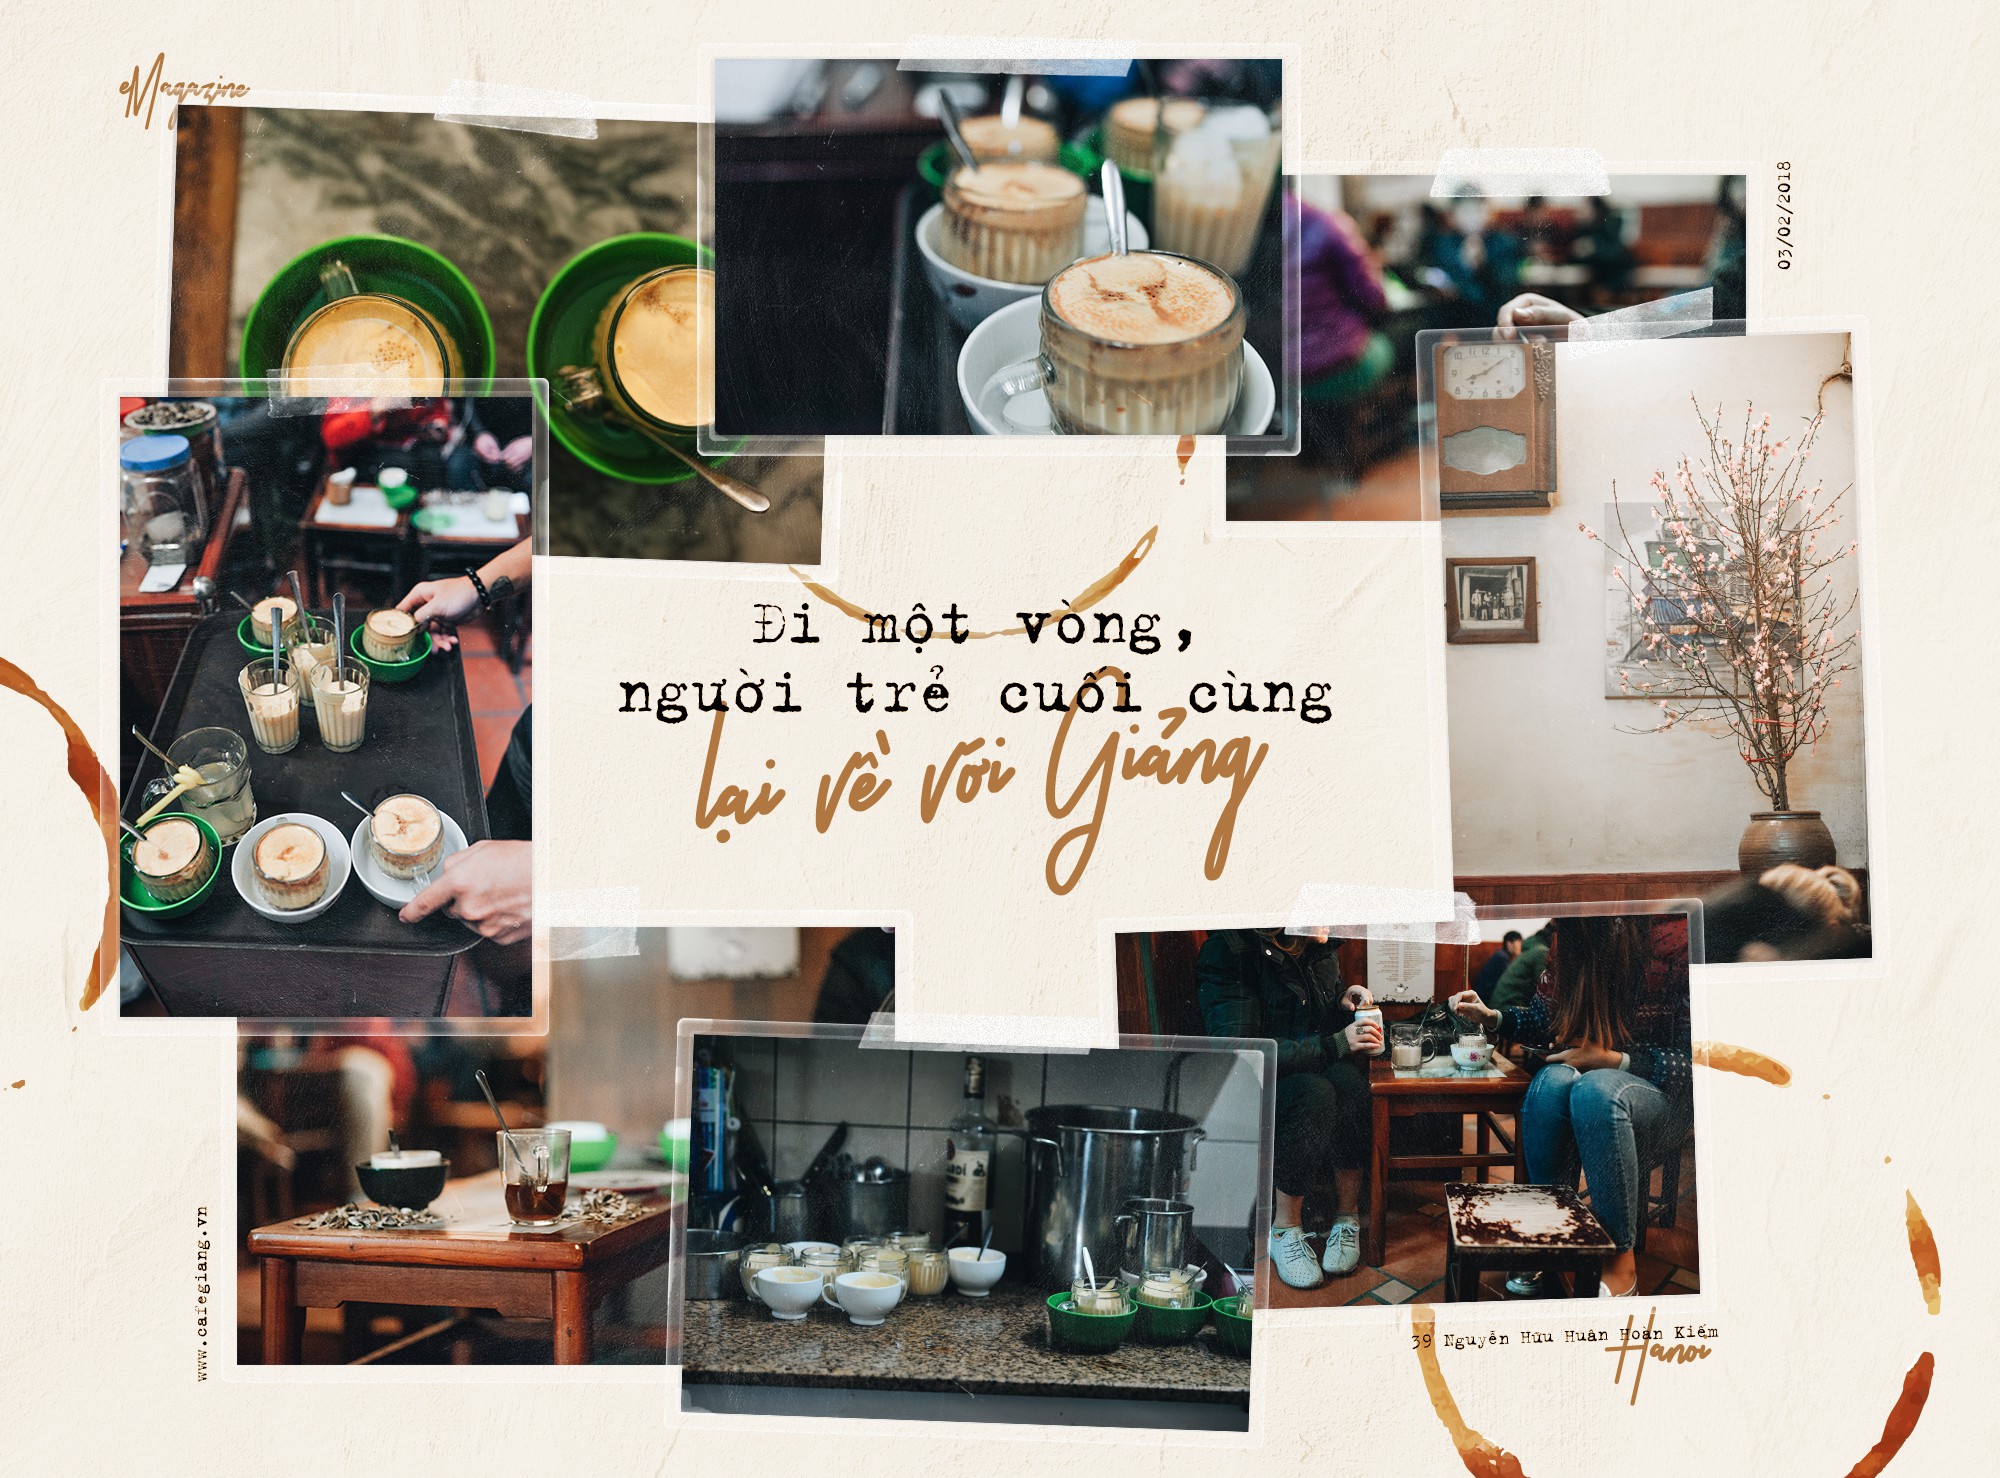 eMagazine
03/02/2018
Đi một vòng,
người trẻ cuối cùng
lại về với Giảng
www.cafegiang.vn
39 Nguyễn Hữu Huân Hoàn Kiếm
Hanoi